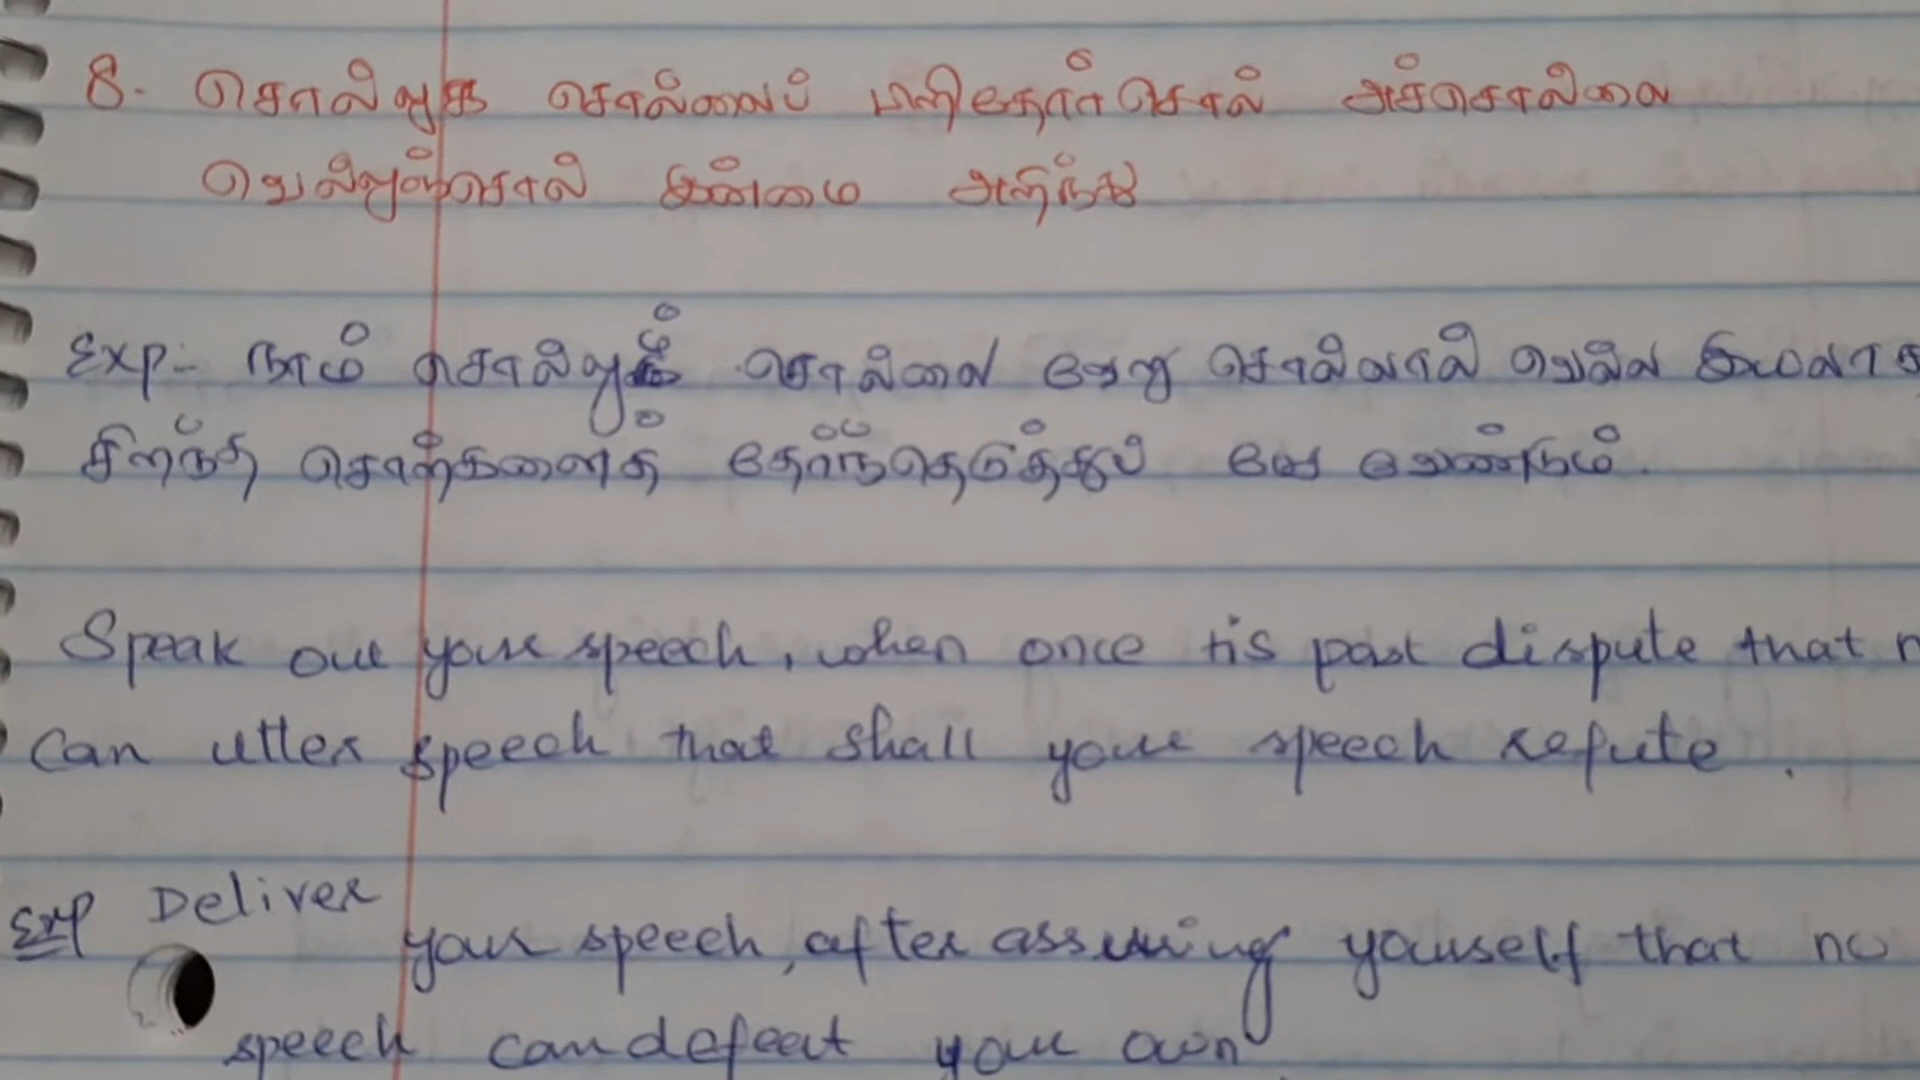 8. சொல்லுக சொல்லைப் பிறிதோர்சொல் அச்சொல்லை
வெல்லுஞ்சொல் இன்மை அறிந்து
Exp:- நாம் சொல்லும் சொல்லை வேறு சொல்லால் வெல்ல
சிறந்த சொற்களைத் தேர்ந்தெடுத்துப் பேச வேண்டும்.
Speak out your speech, when once tis past dispute that
can utter speech that shall your speech refute.
Exp Deliver your speech, after assuring yourself that no
speech can defeat your own